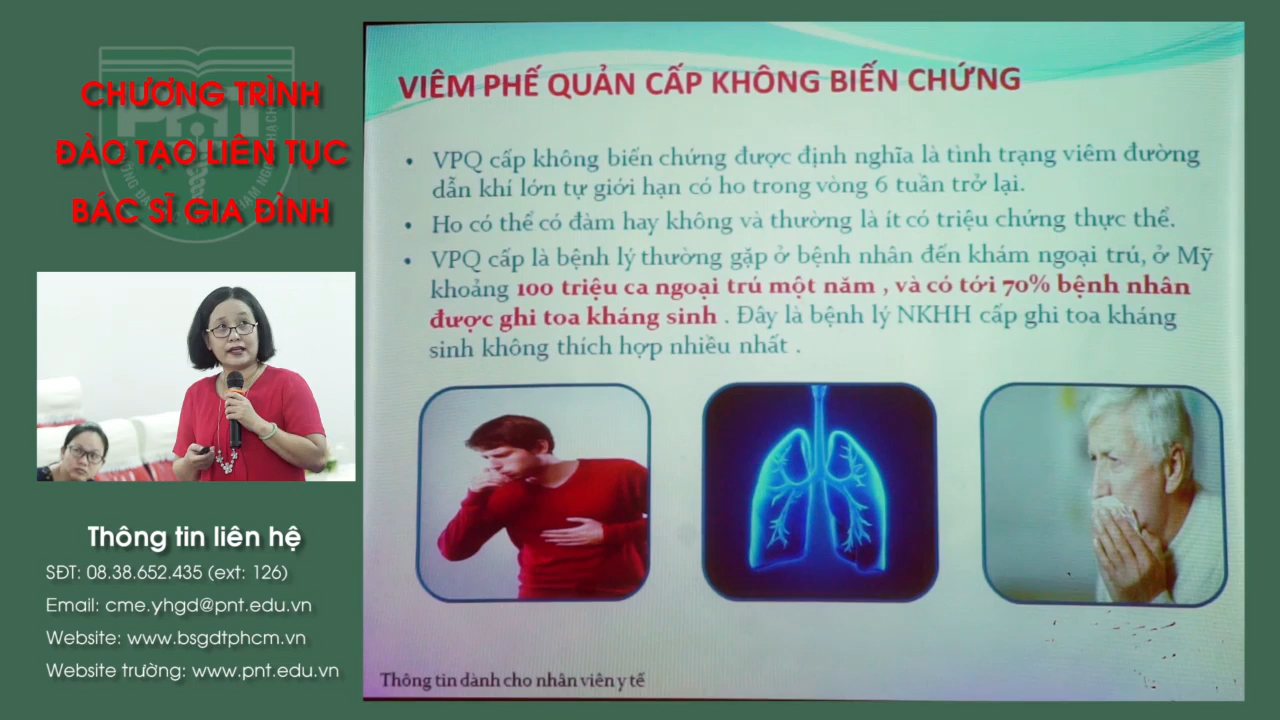 CHƯƠNG TRÌNH
ĐÀO TẠO LIÊN TỤC
BÁC SĨ GIA ĐÌNH
PNT
Thông tin liên hệ
SĐT: 08.38.652.435 (ext: 126)
Email: cme.yhgd@pnt.edu.vn
Website: www.bsgdtphcm.vn
Website trường: www.pnt.edu.vn
VIÊM PHẾ QUẢN CẤP KHÔNG BIẾN CHỨNG
• VPQ cấp không biến chứng được định nghĩa là tình trạng viêm đường
dẫn khí lớn tự giới hạn có ho trong vòng 6 tuần trở lại.
• Ho có thể có đàm hay không và thường là ít có triệu chứng thực thể.
• VPQ cấp là bệnh lý thường gặp ở bệnh nhân đến khám ngoại trú, ở Mỹ
khoảng 100 triệu ca ngoại trú một năm , và có tới 70% bệnh nhân
được ghi toa kháng sinh . Đây là bệnh lý NKHH cấp ghi toa kháng
sinh không thích hợp nhiều nhất .
Thông tin dành cho nhân viên y tế